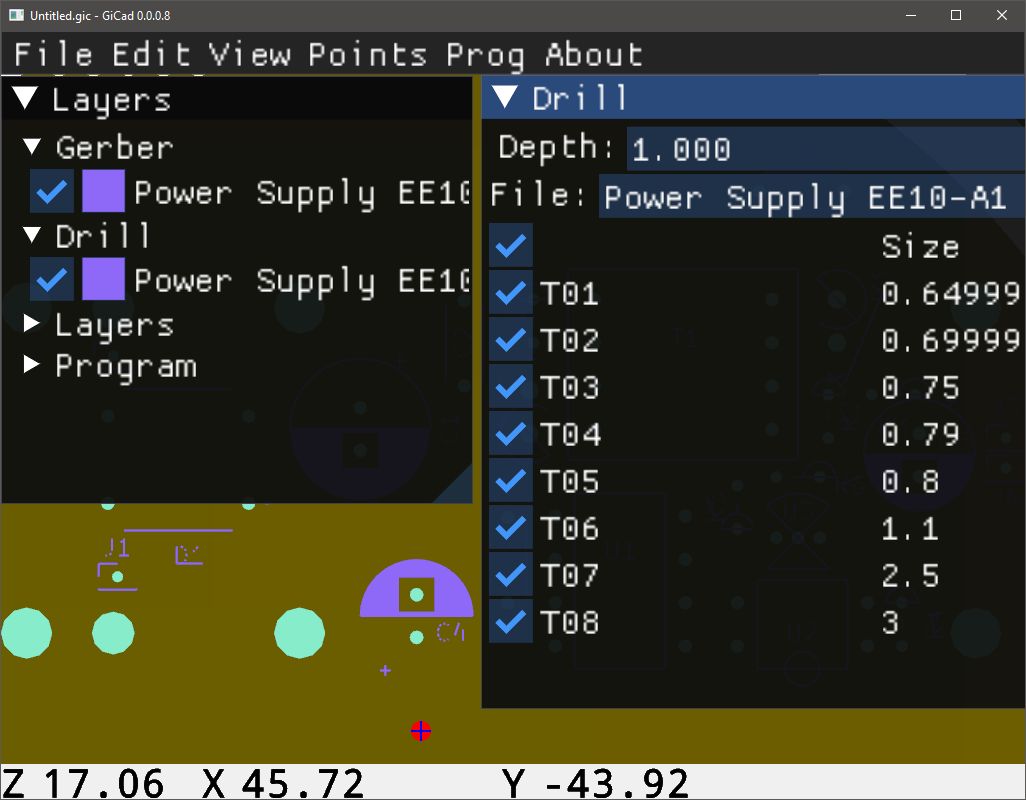 Untitled.gic - GiCad 0.0.0.8
File Edit View Points Prog About
Layers
Gerber
Power Supply EE10
Drill
Power Supply EE10
Layers
Program
Drill
Depth: 1.000
File: Power Supply EE10-A1
Size
T01 0.64999
T02 0.69999
T03 0.75
T04 0.79
T05 0.8
T06 1.1
T07 2.5
T08 3
J1
C4
Z 17.06 X 45.72 Y -43.92